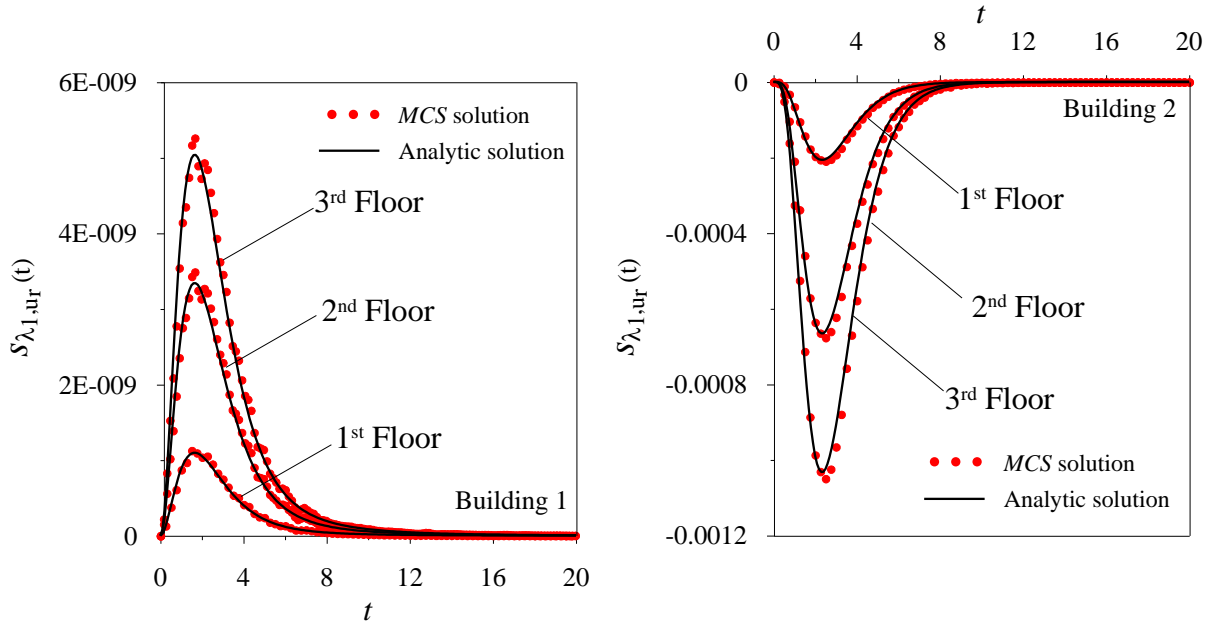 6E-009
4E-009
2E-009
0
s λ1,ur (t)
MCS solution
Analytic solution
3rd Floor
2nd Floor
1st Floor
Building 1
0 4 8 12 16 20
t
t
0 4 8 12 16 20
0
-0.0004
-0.0008
-0.0012
s λ1,ur (t)
Building 2
1st Floor
2nd Floor
3rd Floor
MCS solution
Analytic solution